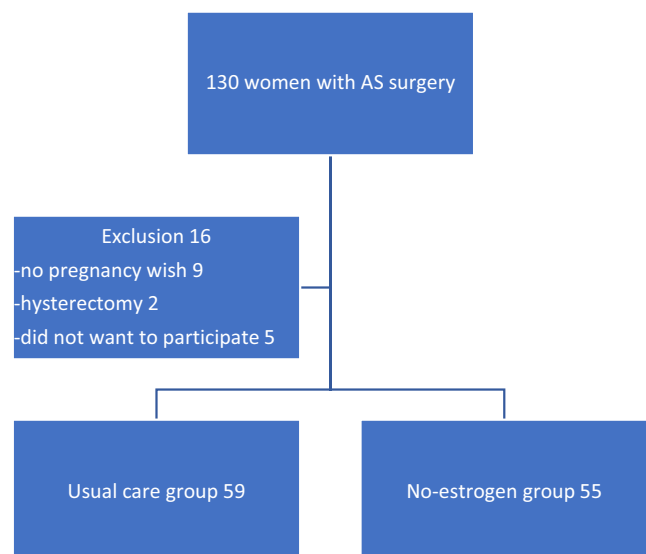 130 women with AS surgery
Exclusion 16
-no pregnancy wish 9
-hysterectomy 2
-did not want to participate 5
Usual care group 59
No-estrogen group 55